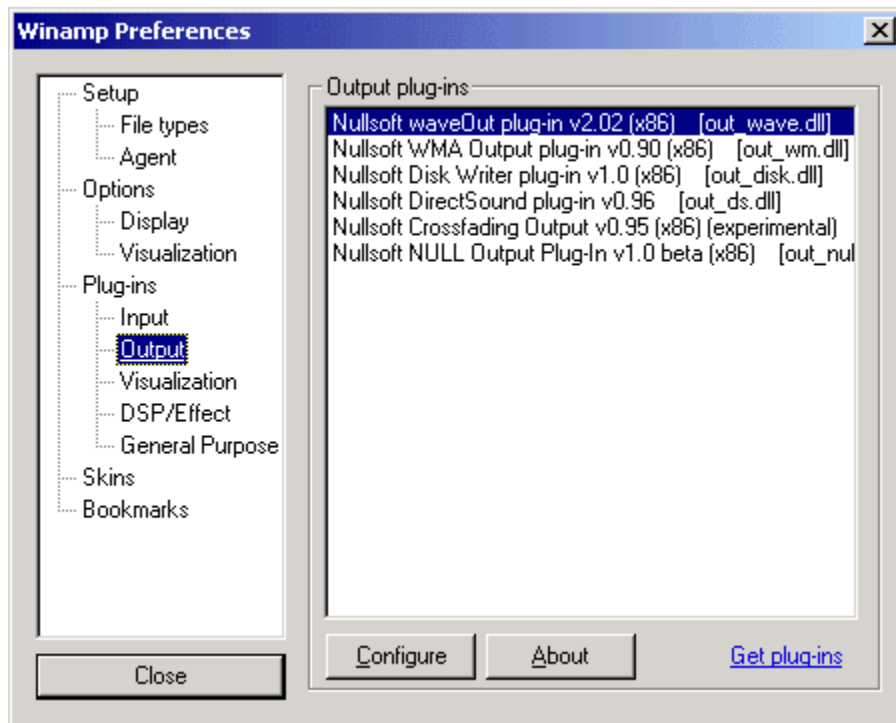 Winamp Preferences
Setup
File types
Agent
Options
Display
Visualization
Plug-ins
Input
Output
Visualization
DSP/Effect
General Purpose
Skins
Bookmarks
Close
Output plug-ins
Nullsoft waveOut plug-in v2.02 (x86) [out_wave.dll]
Nullsoft WMA Output plug-in v0.90 (x86) [out_wm.dll]
Nullsoft Disk Writer plug-in v1.0 (x86) [out_disk.dll]
Nullsoft DirectSound plug-in v0.96 [out_ds.dll]
Nullsoft Crossfading Output v0.95 (x86) (experimental)
Nullsoft NULL Output Plug-In v1.0 beta (x86) [out_nul
Configure
About
Get plug-ins